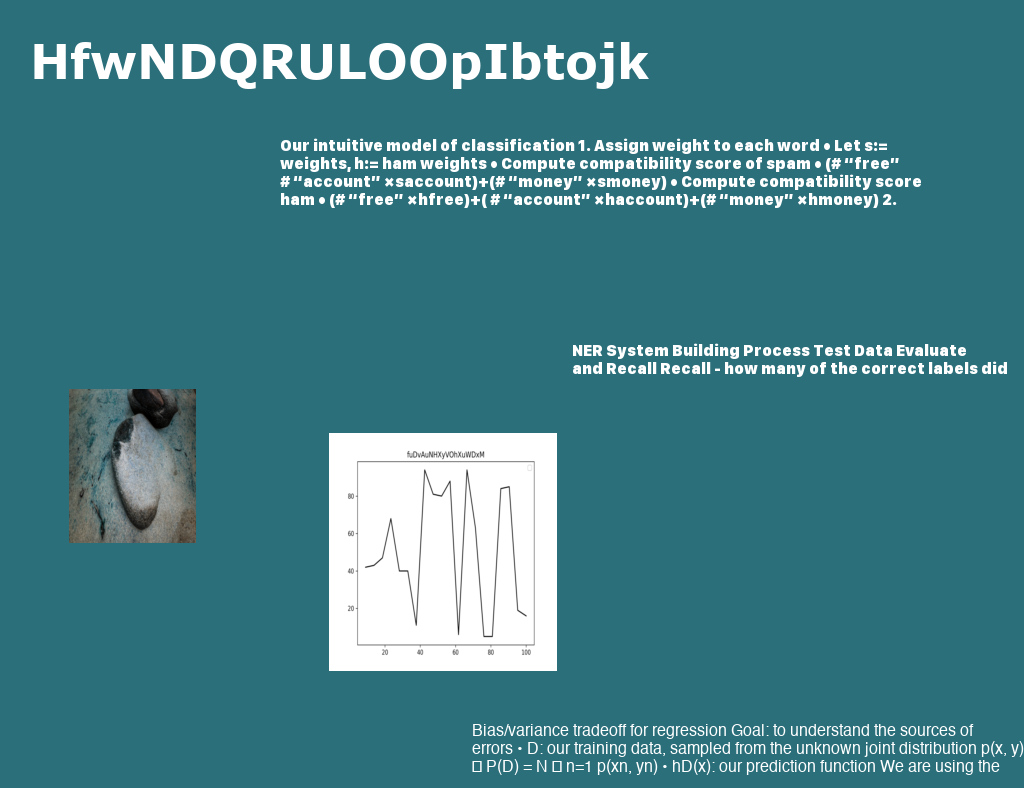 HfwNDQRULOOpIbtojk
Our intuitive model of classification 1. Assign weight to each word • Let s:=
weights, h:= ham weights • Compute compatibility score of spam • (# “free”
# “account” ×saccount)+(# “money” ×smoney) • Compute compatibility score
ham • (# “free” ×hfree)+( # “account” ×haccount)+(# “money” ×hmoney) 2.
NER System Building Process Test Data Evaluate
and Recall Recall - how many of the correct labels did
fuDvAuNHXyVOhXuWDxM
80
60
40
20
20 40 60 80 100
Bias/variance tradeoff for regression Goal: to understand the sources of
errors • D: our training data, sampled from the unknown joint distribution p(x, y)
□ P(D) = N □ n=1 p(xn, yn) • hD(x): our prediction function We are using the